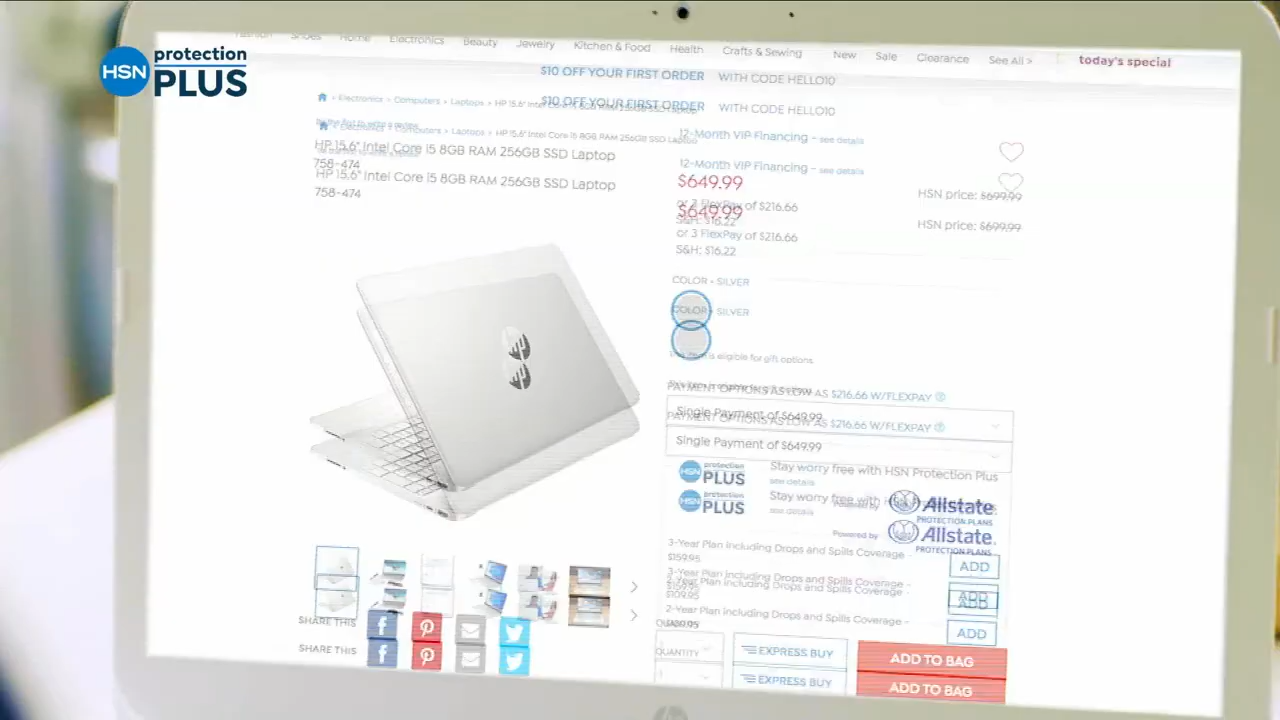 HSN protection PLUS
Fashion Shoes Home Electronics Beauty Jewelry Kitchen & Food Health Crafts & Sewing New Sale Clearance See All > today's special
$10 OFF YOUR FIRST ORDER WITH CODE HELLO10
$10 OFF YOUR FIRST ORDER WITH CODE HELLO10
> Electronics > Computers > Laptops > HP 15.6" Intel Core i5 8GB RAM 256GB SSD Laptop
> Electronics > Computers > Laptops > HP 15.6" Intel Core i5 8GB RAM 256GB SSD Laptop
HP 15.6" Intel Core i5 8GB RAM 256GB SSD Laptop
758-474
HP 15.6" Intel Core i5 8GB RAM 256GB SSD Laptop
758-474
12-Month VIP Financing - see details
12-Month VIP Financing - see details
$649.99
HSN price: $699.99
or 3 FlexPay of $216.66
$649.99
S&H: $16.22
HSN price: $699.99
or 3 FlexPay of $216.66
S&H: $16.22
COLOR - SILVER
COLOR - SILVER
This item is eligible for gift options.
PAYMENT OPTIONS AS LOW AS $216.66 W/FLEXPAY
Single Payment of $649.99
PAYMENT OPTIONS AS LOW AS $216.66 W/FLEXPAY
Single Payment of $649.99
HSN protection PLUS
Stay worry free with HSN Protection Plus
see details
HSN protection PLUS
Stay worry free with
see details
Powered by Allstate PROTECTION PLANS
Powered by Allstate PROTECTION PLANS
3-Year Plan Including Drops and Spills Coverage -
$159.95
ADD
3-Year Plan Including Drops and Spills Coverage -
2-Year Plan Including Drops and Spills Coverage -
$109.95
ADD
ADD
2-Year Plan Including Drops and Spills Coverage -
ADD
SHARE THIS
SHARE THIS
QUANTITY
EXPRESS BUY
ADD TO BAG
EXPRESS BUY
ADD TO BAG
hp